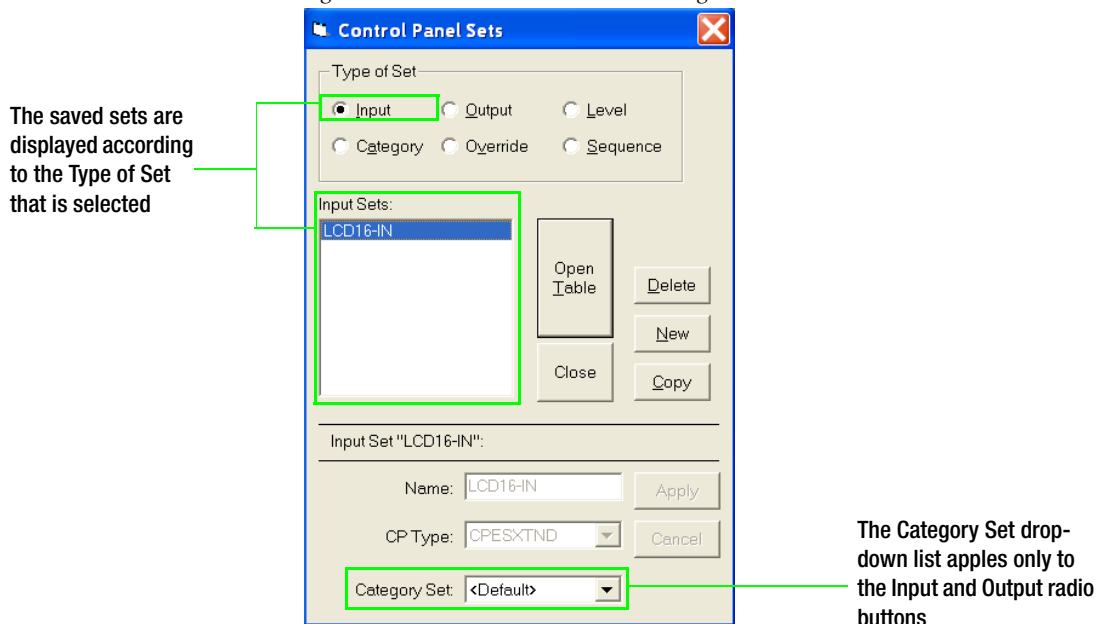 Control Panel Sets
Type of Set
Input
Output
Level
Category
Override
Sequence
The saved sets are
displayed according
to the Type of Set
that is selected
Input Sets:
LCD16-IN
Open
Table
Delete
New
Close
Copy
Input Set "LCD16-IN":
Name: LCD16-IN
Apply
CP Type: CPESXTND
Cancel
Category Set: <Default>
The Category Set drop-
down list apples only to
the Input and Output radio
buttons